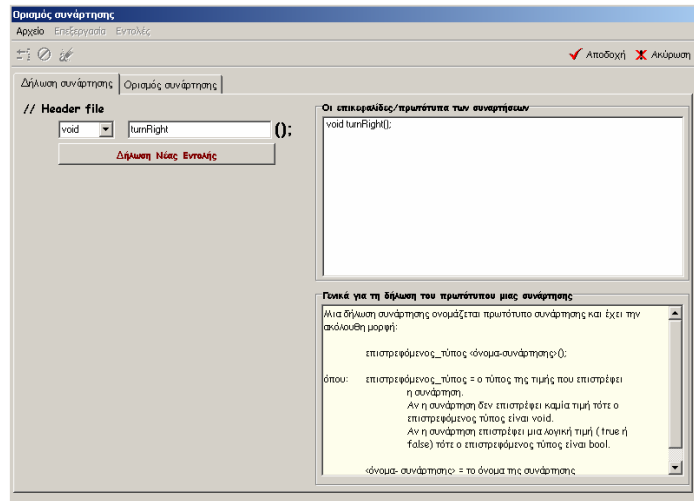 Ορισμός συνάρτησης
Αρχείο Επεξεργασία Εντολές
Αποδοχή Ακύρωση
Δήλωση συνάρτησης Ορισμός συνάρτησης
// Header file
void turnRight ();
Δήλωση Νέας Εντολής
Οι επικεφαλίδες/πρωτότυπα των συναρτήσεων
void turnRight();
Γενικά για τη δήλωση του πρωτότυπου μιας συνάρτησης
Μια δήλωση συνάρτησης ονομάζεται πρωτότυπο συνάρτησης και έχει την
ακόλουθη μορφή:
επιστρεφόμενος_τύπος <όνομα-συνάρτησης>();
όπου: επιστρεφόμενος_τύπος = ο τύπος της τιμής που επιστρέφει
η συνάρτηση.
Αν η συνάρτηση δεν επιστρέφει καμία τιμή τότε ο
επιστρεφόμενος τύπος είναι void.
Αν η συνάρτηση επιστρέφει μια λογική τιμή ( true ή
false) τότε ο επιστρεφόμενος τύπος είναι bool.
<όνομα- συνάρτησης> = το όνομα της συνάρτησης